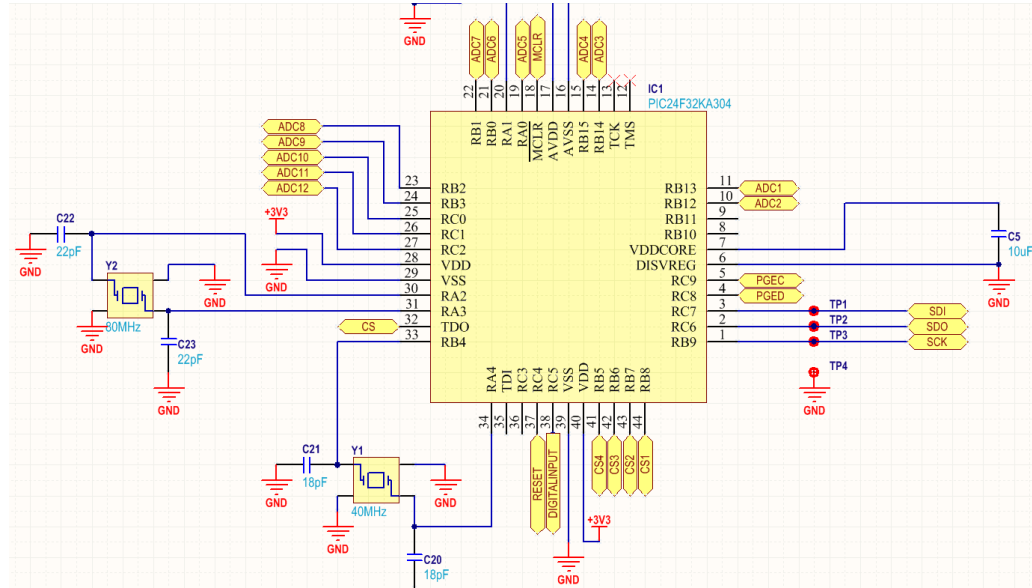 GND
ADC7
ADC6
ADC5
MCLR
ADC4
ADC3
22
21
20
19
18
17
16
15
14
13
12
IC1
PIC24F32KA304
RB1
RB0
RA1
RA0
MCLR
AVDD
AVSS
RB15
RB14
TCK
TMS
ADC8
ADC9
ADC10
ADC11
ADC12
23 RB2
24 RB3
25 RC0
26 RC1
27 RC2
28 VDD
29 VSS
30 RA2
31 RA3
32 TDO
33 RB4
RB13 11 ADC1
RB12 10 ADC2
RB11 9
RB10 8
VDDCORE 7
DISVREG 6
RC9 5 PGEC
RC8 4 PGED
RC7 3 TP1 SDI
RC6 2 TP2 SDO
RB9 1 TP3 SCK
TP4
GND
C5
10uF
GND
+3V3
GND
C22
22pF
GND
Y2
80MHz
GND
GND
C23
22pF
GND
CS
RA4
TDI
RC3
RC4
RC5
VSS
VDD
RB5
RB6
RB7
RB8
34
35
36
37
38
39
40
41
42
43
44
RESET
DIGITALINPUT
CS4
CS3
CS2
CS1
+3V3
GND
C21
18pF
GND
Y1
40MHz
GND
GND
C20
18pF